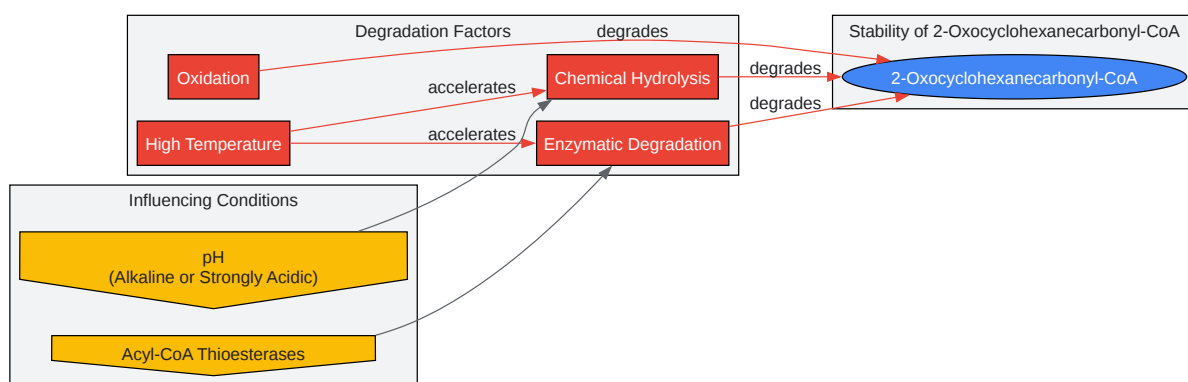 Degradation Factors
Stability of 2-Oxocyclohexanecarbonyl-CoA
degrades
Oxidation
Chemical Hydrolysis
degrades
2-Oxocyclohexanecarbonyl-CoA
accelerates
degrades
High Temperature
accelerates
Enzymatic Degradation
Influencing Conditions
pH
(Alkaline or Strongly Acidic)
Acyl-CoA Thioesterases